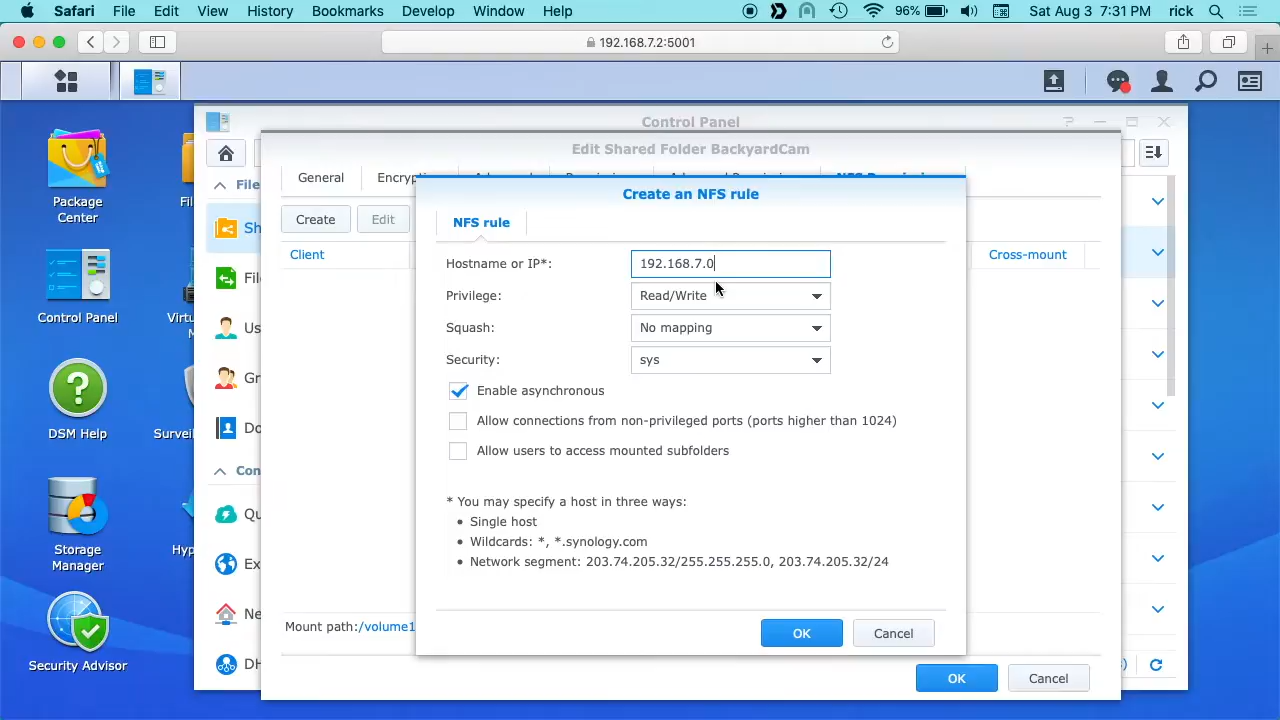 Safari File Edit View History Bookmarks Develop Window Help 96% Sat Aug 3 7:31 PM rick
192.168.7.2:5001
Control Panel
Edit Shared Folder BackyardCam
General
Create an NFS rule
Package Center
Create Edit
NFS rule
Client
Cross-mount
Hostname or IP*: 192.168.7.0
Privilege: Read/Write
Control Panel
Squash: No mapping
Security: sys
Enable asynchronous
DSM Help
Allow connections from non-privileged ports (ports higher than 1024)
Allow users to access mounted subfolders
* You may specify a host in three ways:
Single host
Wildcards: *, *.synology.com
Storage Manager
Network segment: 203.74.205.32/255.255.255.0, 203.74.205.32/24
Mount path:/volume1
OK Cancel
Security Advisor
OK Cancel